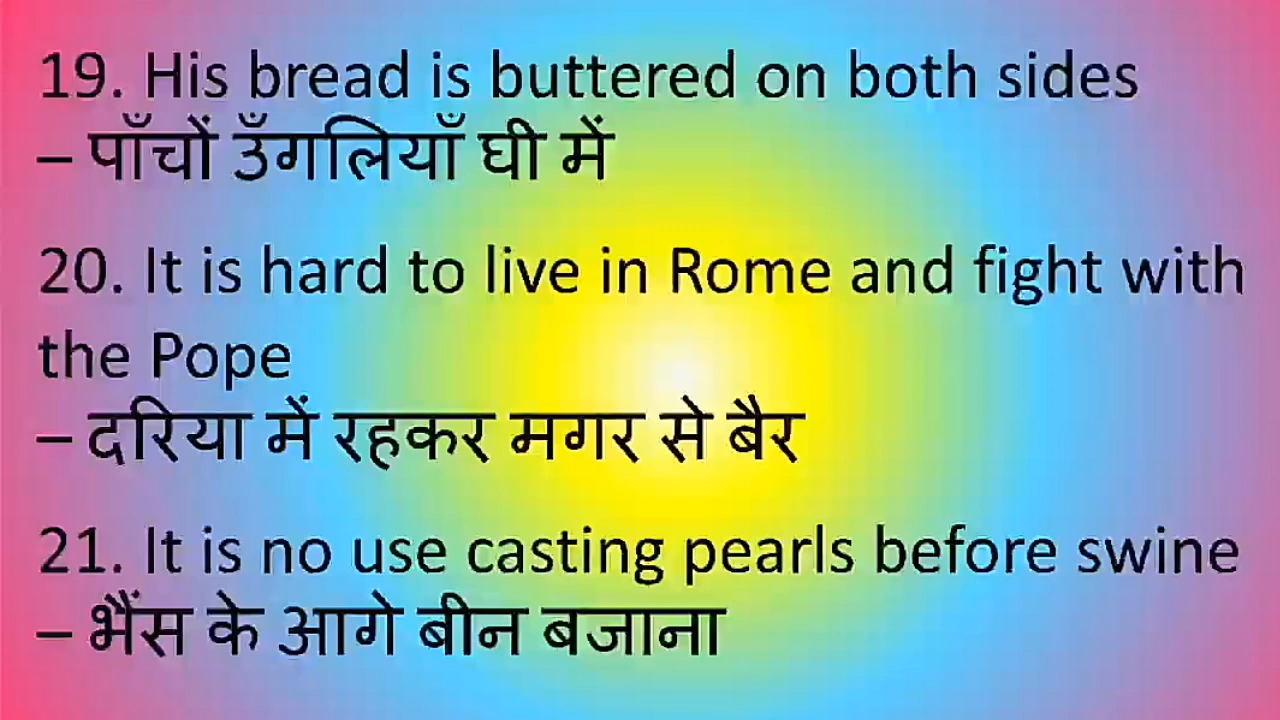 19. His bread is buttered on both sides
– पाँचों उँगलियाँ घी में
20. It is hard to live in Rome and fight with
the Pope
– दरिया में रहकर मगर से बैर
21. It is no use casting pearls before swine
– भैंस के आगे बीन बजाना